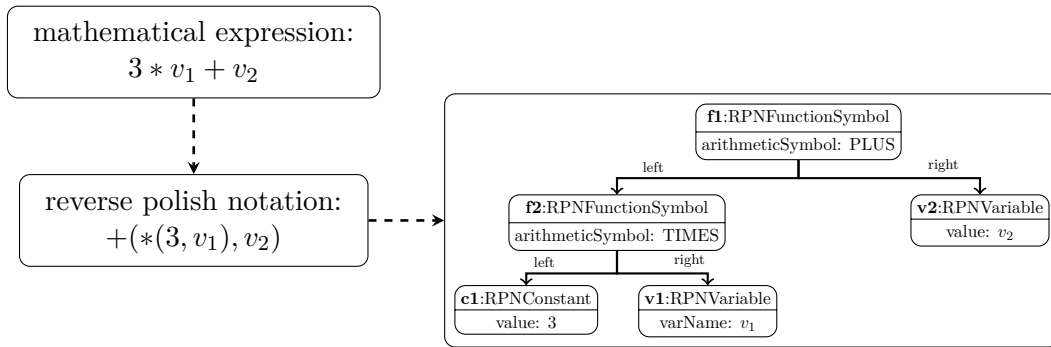 mathematical expression:
3 ∗ v₁ + v₂
reverse polish notation:
+(∗(3, v₁), v₂)
f1:RPNFunctionSymbol
arithmeticSymbol: PLUS
left
right
f2:RPNFunctionSymbol
arithmeticSymbol: TIMES
v2:RPNVariable
value: v₂
left
right
c1:RPNConstant
value: 3
v1:RPNVariable
varName: v₁